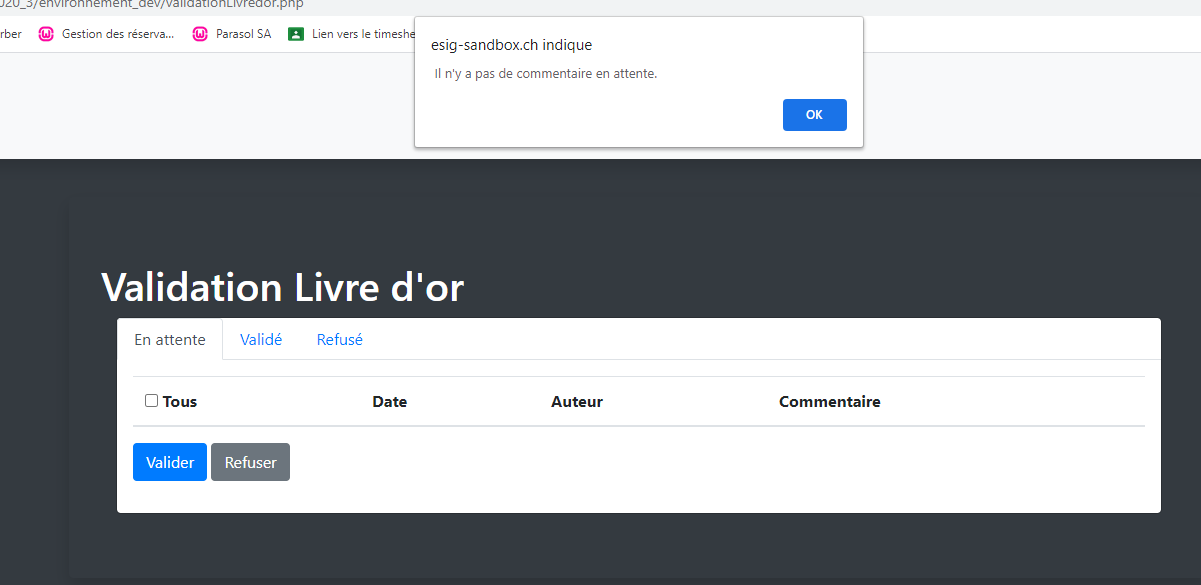 020_3/environnement_dev/validationLivredor.php
rber Gestion des réserva... Parasol SA Lien vers le timeshe
esig-sandbox.ch indique
Il n'y a pas de commentaire en attente.
OK
Validation Livre d'or
En attente Validé Refusé
Tous Date Auteur Commentaire
Valider Refuser